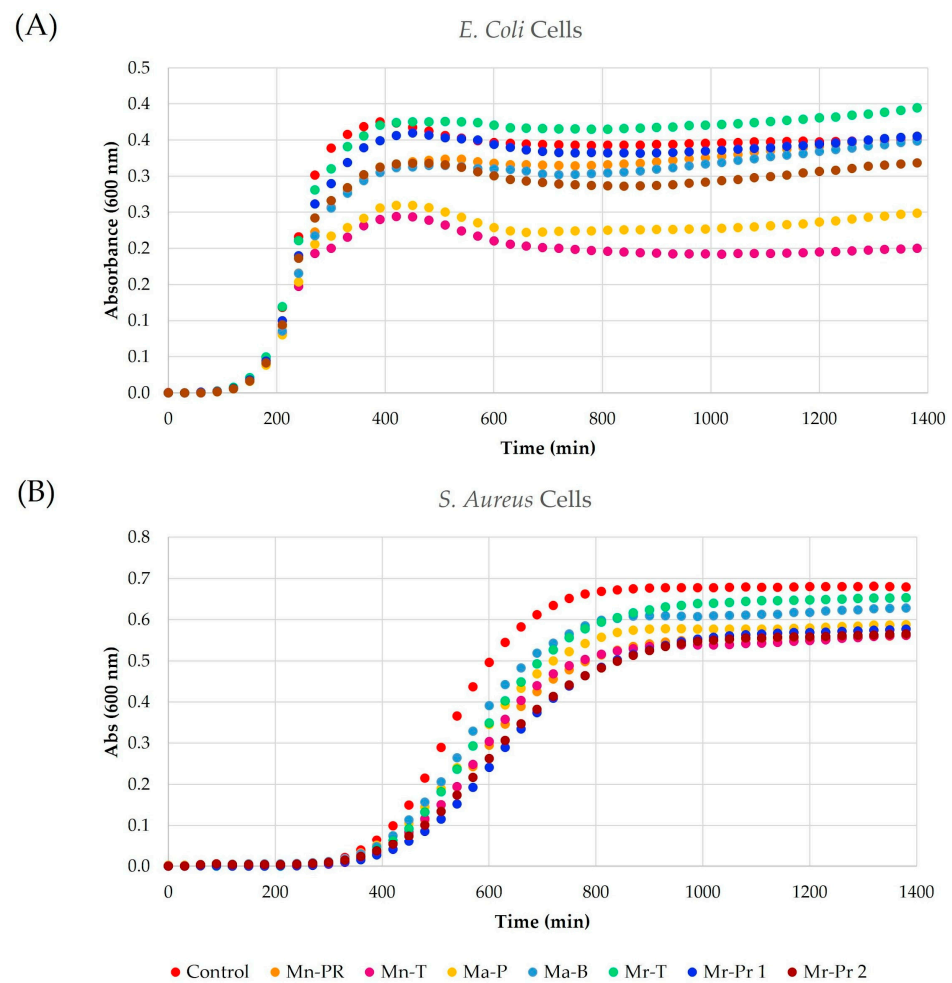 (A)
E. Coli Cells
0.5
0.4
0.4
0.3
0.3
0.2
0.2
0.1
0.1
0.0
Absorbance (600 nm)
0 200 400 600 800 1000 1200 1400
Time (min)
(B)
S. Aureus Cells
0.8
0.7
0.6
0.5
0.4
0.3
0.2
0.1
0.0
Abs (600 nm)
0 200 400 600 800 1000 1200 1400
Time (min)
Control Mn-PR Mn-T Ma-P Ma-B Mr-T Mr-Pr 1 Mr-Pr 2